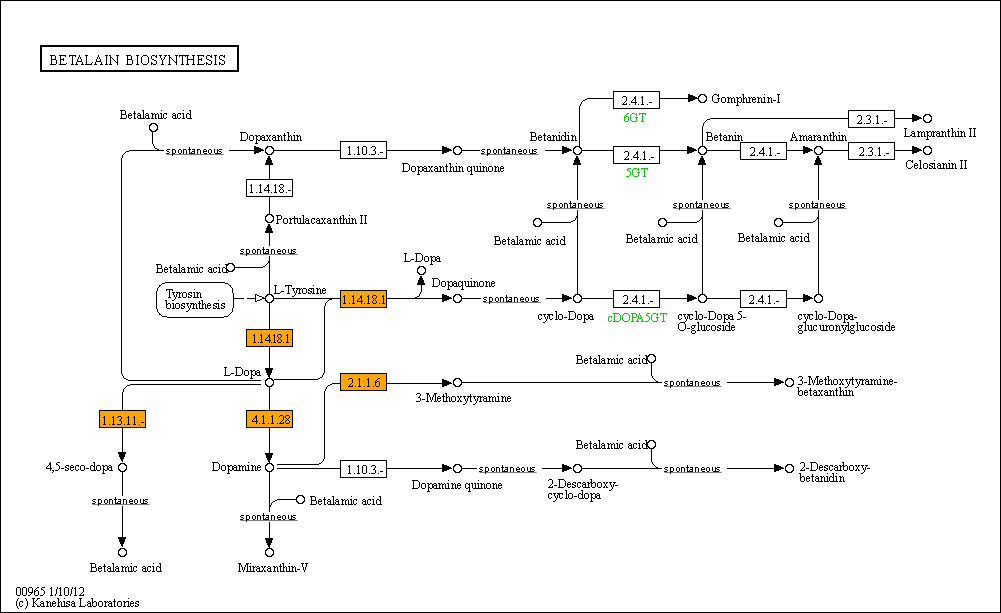 BETALAIN BIOSYNTHESIS
2.4.1.-
Gomphrenin-I
6GT
Betalamic acid
2.3.1.-
Lampranthin II
Dopaxanthin
Betanidin
Betanin
Amaranthin
spontaneous
1.10.3.-
spontaneous
2.4.1.-
2.4.1.-
2.3.1.-
Dopaxanthin quinone
5GT
Celosianin II
1.14.18.-
spontaneous
spontaneous
spontaneous
Portulacaxanthin II
Betalamic acid
Betalamic acid
Betalamic acid
spontaneous
L-Dopa
Betalamic acid
Dopaquinone
Tyrosin
biosynthesis
L-Tyrosine
1.14.18.1
spontaneous
2.4.1.-
2.4.1.-
cyclo-Dopa
cDOPA5GT
cyclo-Dopa 5-
O-glucoside
cyclo-Dopa-
glucuronylglucoside
1.14.18.1
L-Dopa
Betalamic acid
2.1.1.6
spontaneous
3-Methoxytyramine
3-Methoxytyramine-
betaxanthin
1.13.11.-
4.1.1.28
Betalamic acid
4,5-seco-dopa
Dopamine
1.10.3.-
spontaneous
spontaneous
Dopamine quinone
2-Descarboxy-
cyclo-dopa
2-Descarboxy-
betanidin
spontaneous
Betalamic acid
spontaneous
Betalamic acid
Miraxanthin-V
00965 1/10/12
(c) Kanehisa Laboratories